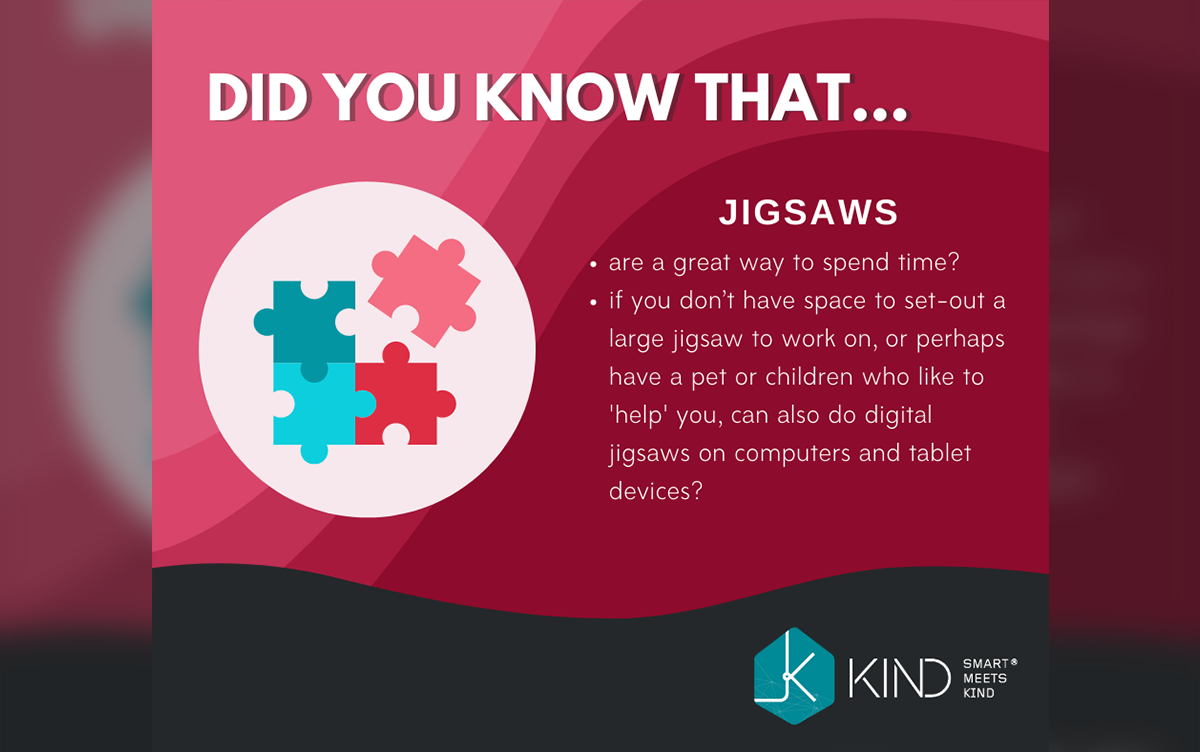 DID YOU KNOW THAT...
JIGSAWS
• are a great way to spend time?
• if you don’t have space to set-out a
large jigsaw to work on, or perhaps
have a pet or children who like to
'help' you, can also do digital
jigsaws on computers and tablet
devices?
KIND
SMART®
MEETS
KIND